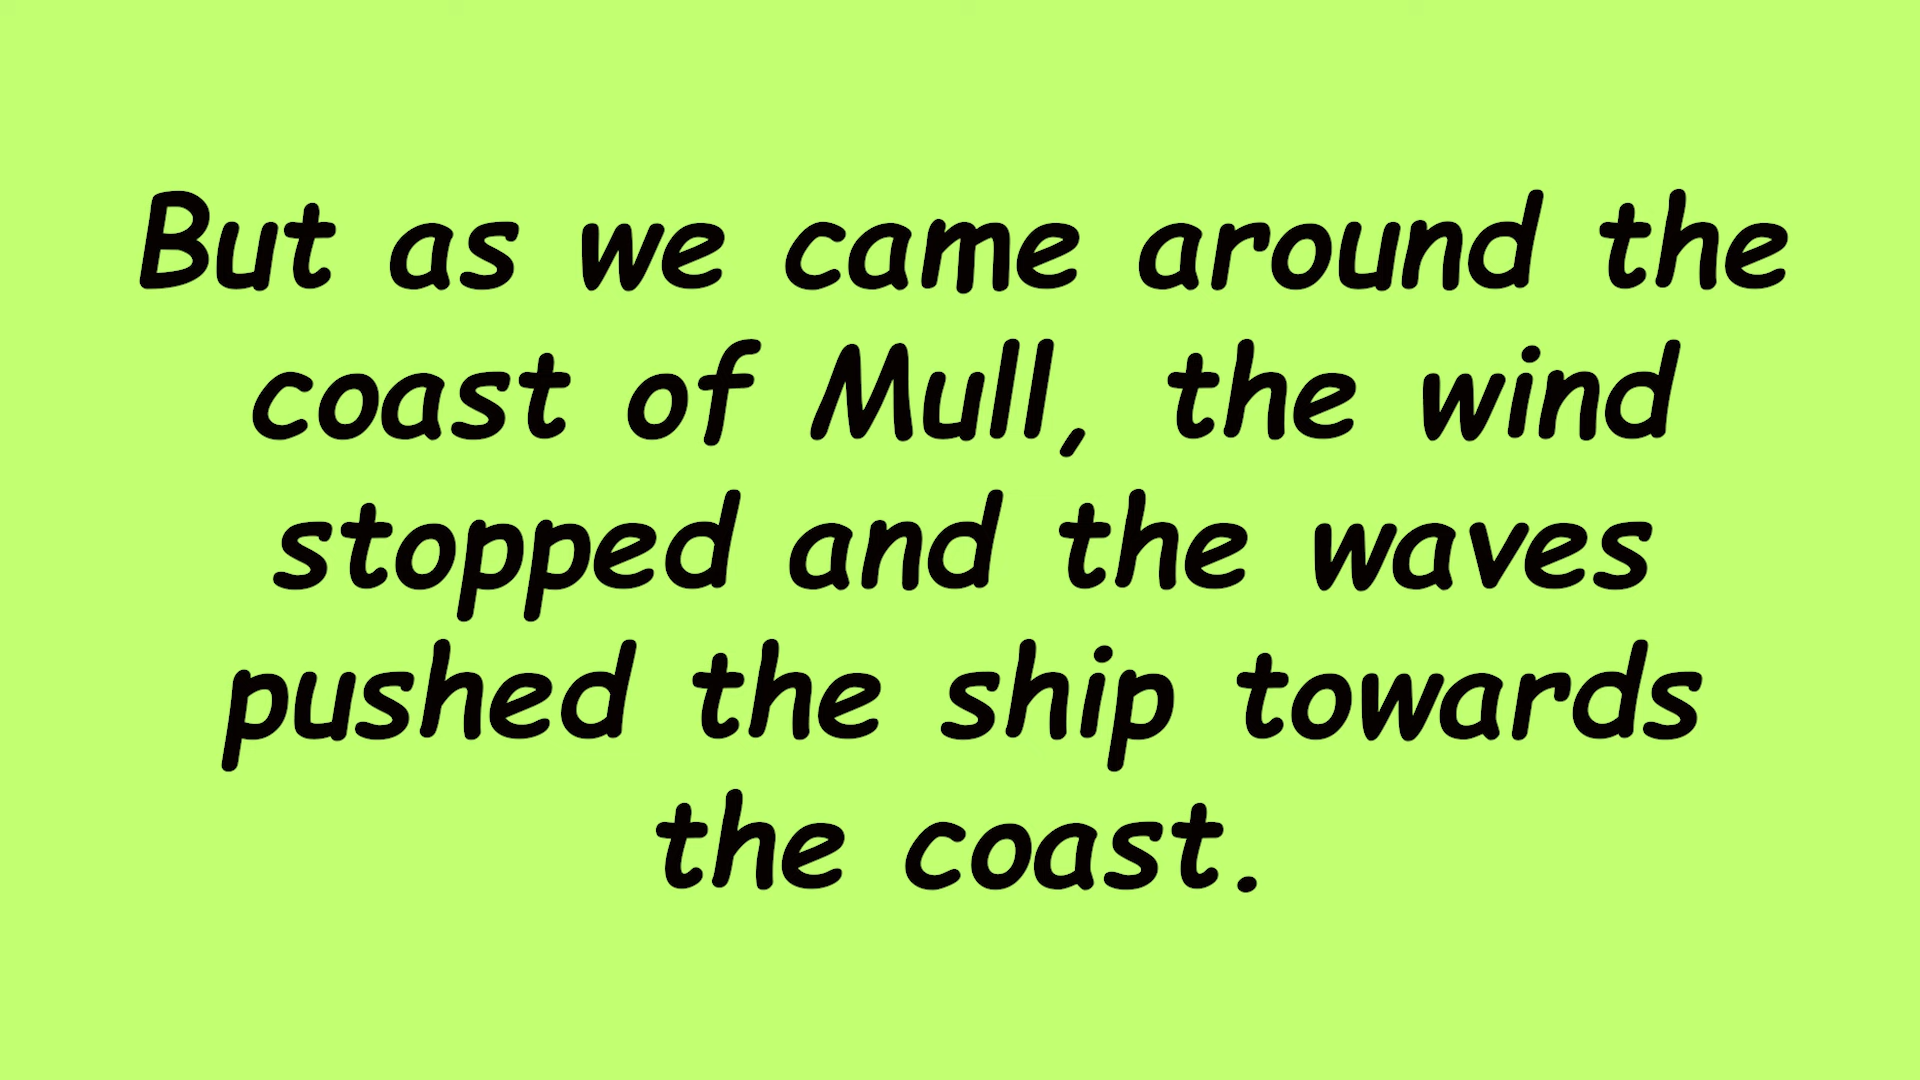 But as we came around the
coast of Mull, the wind
stopped and the waves
pushed the ship towards
the coast.